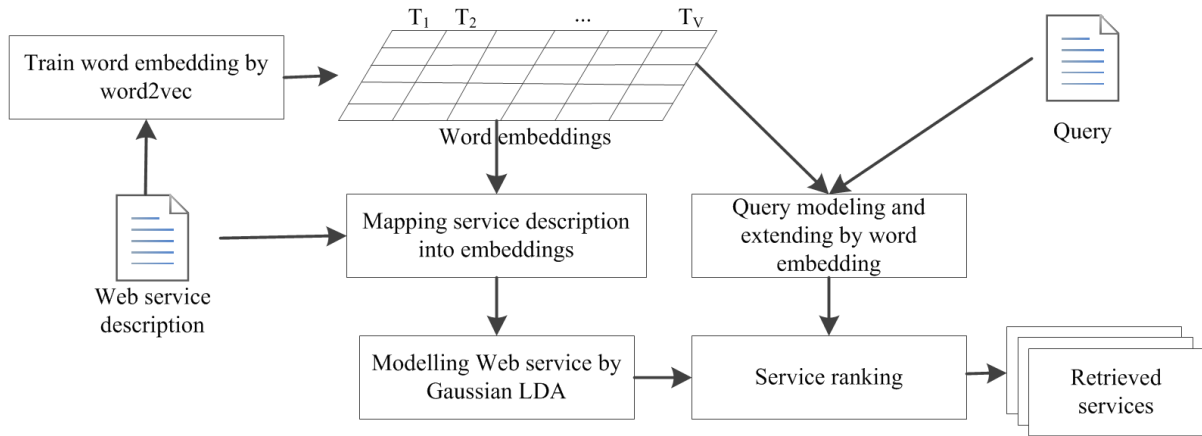 T1 T2 ... TV
Train word embedding by
word2vec
Word embeddings
Query
Mapping service description
into embeddings
Query modeling and
extending by word
embedding
Web service
description
Modelling Web service by
Gaussian LDA
Service ranking
Retrieved
services